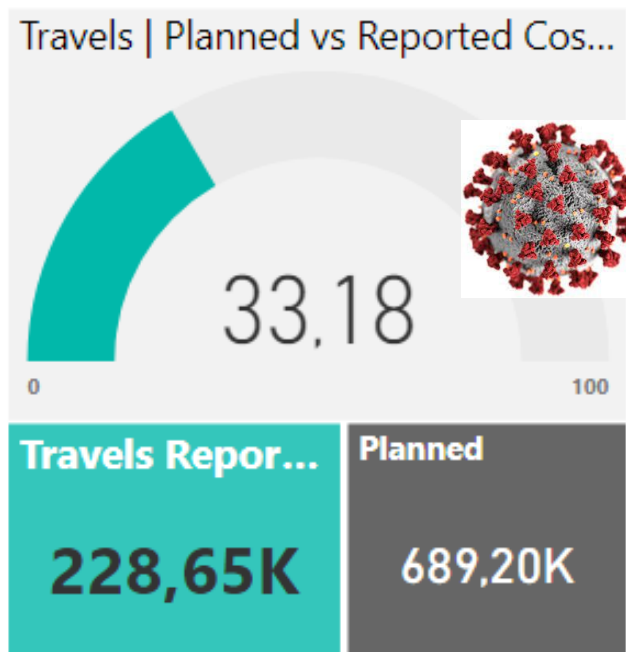 Travels | Planned vs Reported Cos...
33,18
0
100
Travels Repor...
Planned
228,65K
689,20K